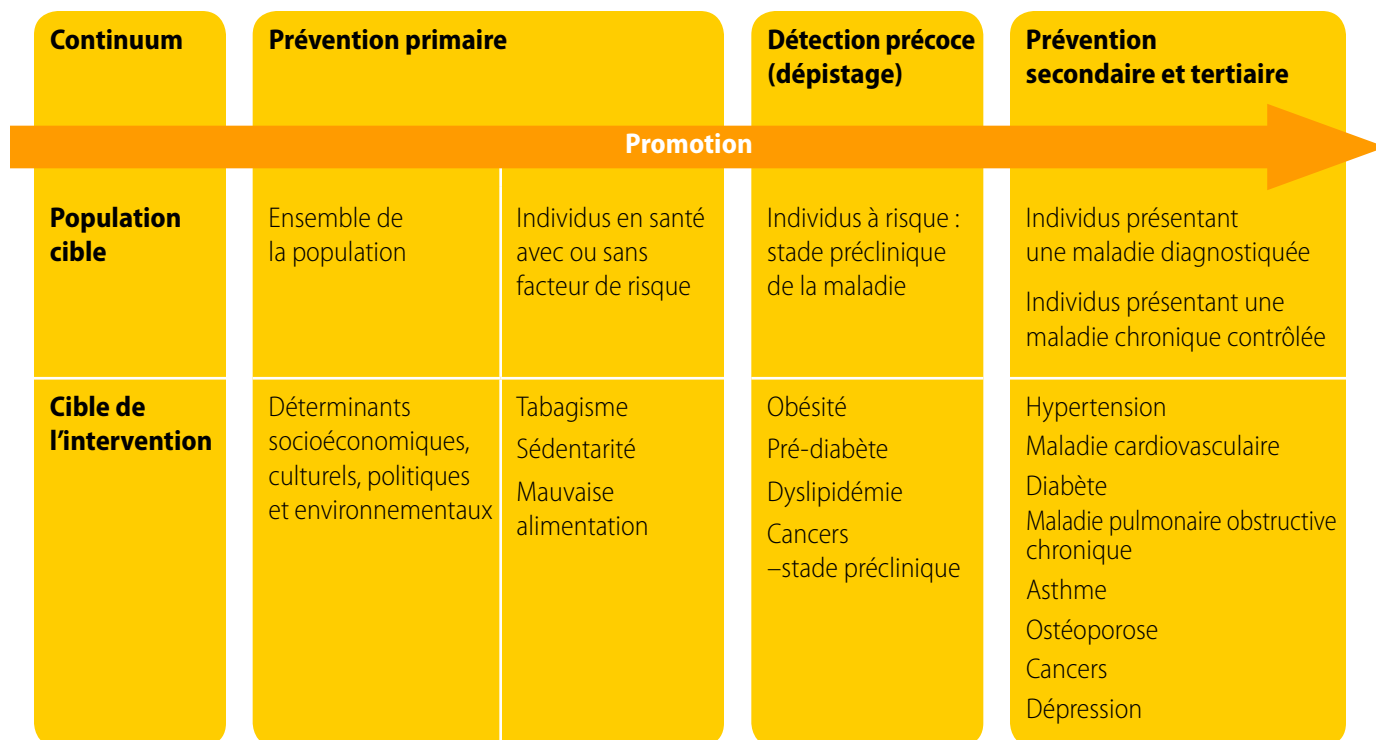 Continuum
Prévention primaire
Détection précoce
(dépistage)
Prévention
secondaire et tertiaire
Promotion
Population
cible
Ensemble de
la population
Individus en santé
avec ou sans
facteur de risque
Individus à risque :
stade préclinique
de la maladie
Individus présentant
une maladie diagnostiquée
Individus présentant une
maladie chronique contrôlée
Cible de
l'intervention
Déterminants
socioéconomiques,
culturels, politiques
et environnementaux
Tabagisme
Sédentarité
Mauvaise
alimentation
Obésité
Pré-diabète
Dyslipidémie
Cancers
–stade préclinique
Hypertension
Maladie cardiovasculaire
Diabète
Maladie pulmonaire obstructive
chronique
Asthme
Ostéoporose
Cancers
Dépression